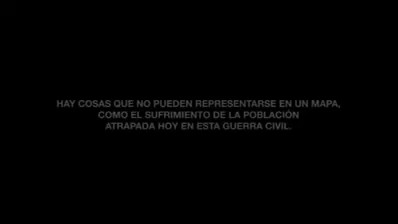 HAY COSAS QUE NO PUEDEN REPRESENTARSE EN UN MAPA,
COMO EL SUFRIMIENTO DE LA POBLACIÓN
ATRAPADA HOY EN ESTA GUERRA CIVIL.